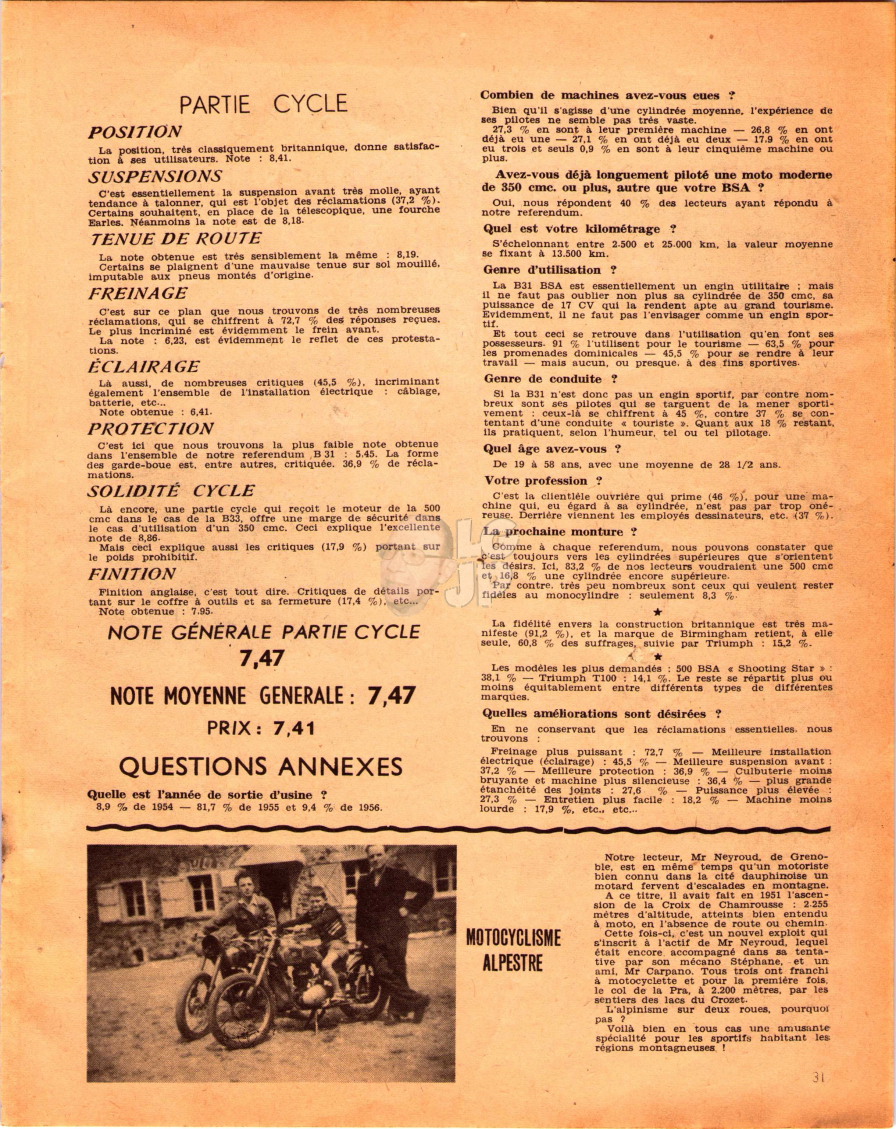 PARTIE CYCLE
POSITION
La position, très classiquement britannique, donne satisfac-
tion à ses utilisateurs. Note : 8,41.
SUSPENSIONS
C'est essentiellement la suspension avant très molle, ayant
tendance à talonner, qui est l'objet des réclamations (37,2 %).
Certains souhaitent, en place de la télescopique, une fourche
Earles. Néanmoins la note est de 8,18.
TENUE DE ROUTE
La note obtenue est très sensiblement la même : 8,19.
Certains se plaignent d'une mauvaise tenue sur sol mouillé,
imputable aux pneus montés d'origine.
FREINAGE
C'est sur ce plan que nous trouvons de très nombreuses
réclamations, qui se chiffrent à 72,7 % des réponses reçues.
Le plus incriminé est évidemment le frein avant.
La note : 6,23, est évidemment le reflet de ces protesta-
tions.
ÉCLAIRAGE
Là aussi, de nombreuses critiques (45,5 %), incriminant
également l'ensemble de l'installation électrique : câblage,
batterie, etc...
Note obtenue : 6,41.
PROTECTION
C'est ici que nous trouvons la plus faible note obtenue
dans l'ensemble de notre referendum B 31 : 5,45. La forme
des garde-boue est, entre autres, critiquée. 36,9 % de récla-
mations.
SOLIDITÉ CYCLE
Là encore, une partie cycle qui reçoit le moteur de la 500
cmc dans le cas de la B33, offre une marge de sécurité dans
le cas d'utilisation d'un 350 cmc. Ceci explique l'excellente
note de 8,86.
Mais ceci explique aussi les critiques (17,9 %) portant sur
le poids prohibitif.
FINITION
Finition anglaise, c'est tout dire. Critiques de détails por-
tant sur le coffre à outils et sa fermeture (17,4 %), etc...
Note obtenue : 7,95.
NOTE GÉNÉRALE PARTIE CYCLE
7,47
NOTE MOYENNE GENERALE : 7,47
PRIX : 7,41
QUESTIONS ANNEXES
Quelle est l'année de sortie d'usine ?
8,9 % de 1954 — 81,7 % de 1955 et 9,4 % de 1956.
Combien de machines avez-vous eues ?
Bien qu'il s'agisse d'une cylindrée moyenne, l'expérience de
ses pilotes ne semble pas très vaste.
27,3 % en sont à leur première machine — 26,8 % en ont
déjà eu une — 27,1 % en ont déjà eu deux — 17,9 % en ont
eu trois et seuls 0,9 % en sont à leur cinquième machine ou
plus.
Avez-vous déjà longuement piloté une moto moderne
de 350 cmc. ou plus, autre que votre BSA ?
Oui, nous répondent 40 % des lecteurs ayant répondu à
notre referendum.
Quel est votre kilométrage ?
S'échelonnant entre 2.500 et 25.000 km, la valeur moyenne
se fixant à 13.500 km.
Genre d'utilisation ?
La B31 BSA est essentiellement un engin utilitaire ; mais
il ne faut pas oublier non plus sa cylindrée de 350 cmc, sa
puissance de 17 CV qui la rendent apte au grand tourisme.
Evidemment, il ne faut pas l'envisager comme un engin spor-
tif.
Et tout ceci se retrouve dans l'utilisation qu'en font ses
possesseurs. 91 % l'utilisent pour le tourisme — 63,5 % pour
les promenades dominicales — 45,5 % pour se rendre à leur
travail — mais aucun, ou presque, à des fins sportives.
Genre de conduite ?
Si la B31 n'est donc pas un engin sportif, par contre nom-
breux sont ses pilotes qui se targuent de la mener sporti-
vement : ceux-là se chiffrent à 45 %, contre 37 % se con-
tentant d'une conduite « touriste ». Quant aux 18 % restant,
ils pratiquent, selon l'humeur, tel ou tel pilotage.
Quel âge avez-vous ?
De 19 à 58 ans, avec une moyenne de 28 1/2 ans.
Votre profession ?
C'est la clientèle ouvrière qui prime (46 %), pour une ma-
chine qui, eu égard à sa cylindrée, n'est pas par trop oné-
reuse. Derrière viennent les employés dessinateurs, etc. (37 %).
La prochaine monture ?
Comme à chaque referendum, nous pouvons constater que
c'est toujours vers les cylindrées supérieures que s'orientent
les désirs. Ici, 83,2 % de nos lecteurs voudraient une 500 cmc
et 16,8 % une cylindrée encore supérieure.
Par contre, très peu nombreux sont ceux qui veulent rester
fidèles au monocylindre : seulement 8,3 %.
★
La fidélité envers la construction britannique est très ma-
nifeste (91,2 %), et la marque de Birmingham retient, à elle
seule, 60,8 % des suffrages, suivie par Triumph : 15,2 %.
★
Les modèles les plus demandés : 500 BSA « Shooting Star » :
38,1 % — Triumph T100 : 14,1 %. Le reste se répartit plus ou
moins équitablement entre différents types de différentes
marques.
Quelles améliorations sont désirées ?
En ne conservant que les réclamations essentielles, nous
trouvons :
Freinage plus puissant : 72,7 % — Meilleure installation
électrique (éclairage) : 45,5 % — Meilleure suspension avant :
37,2 % — Meilleure protection : 36,9 % — Culbuterie moins
bruyante et machine plus silencieuse : 36,4 % — plus grande
étanchéité des joints : 27,6 % — Puissance plus élevée :
27,3 % — Entretien plus facile : 18,2 % — Machine moins
lourde : 17,9 %, etc., etc...
MOTOCYCLISME
ALPESTRE
Notre lecteur, Mr Neyroud, de Greno-
ble, est en même temps qu'un motoriste
bien connu dans la cité dauphinoise un
motard fervent d'escalades en montagne.
A ce titre, il avait fait en 1951 l'ascen-
sion de la Croix de Chamrousse : 2.255
mètres d'altitude, atteints bien entendu
à moto, en l'absence de route ou chemin.
Cette fois-ci, c'est un nouvel exploit qui
s'inscrit à l'actif de Mr Neyroud, lequel
était encore accompagné dans sa tenta-
tive par son mécano Stéphane, et un
ami, Mr Carpano. Tous trois ont franchi
à motocyclette et pour la première fois,
le col de la Pra, à 2.200 mètres, par les
sentiers des lacs du Crozet.
L'alpinisme sur deux roues, pourquoi
pas ?
Voilà bien en tous cas une amusante
spécialité pour les sportifs habitant les
régions montagneuses !
31